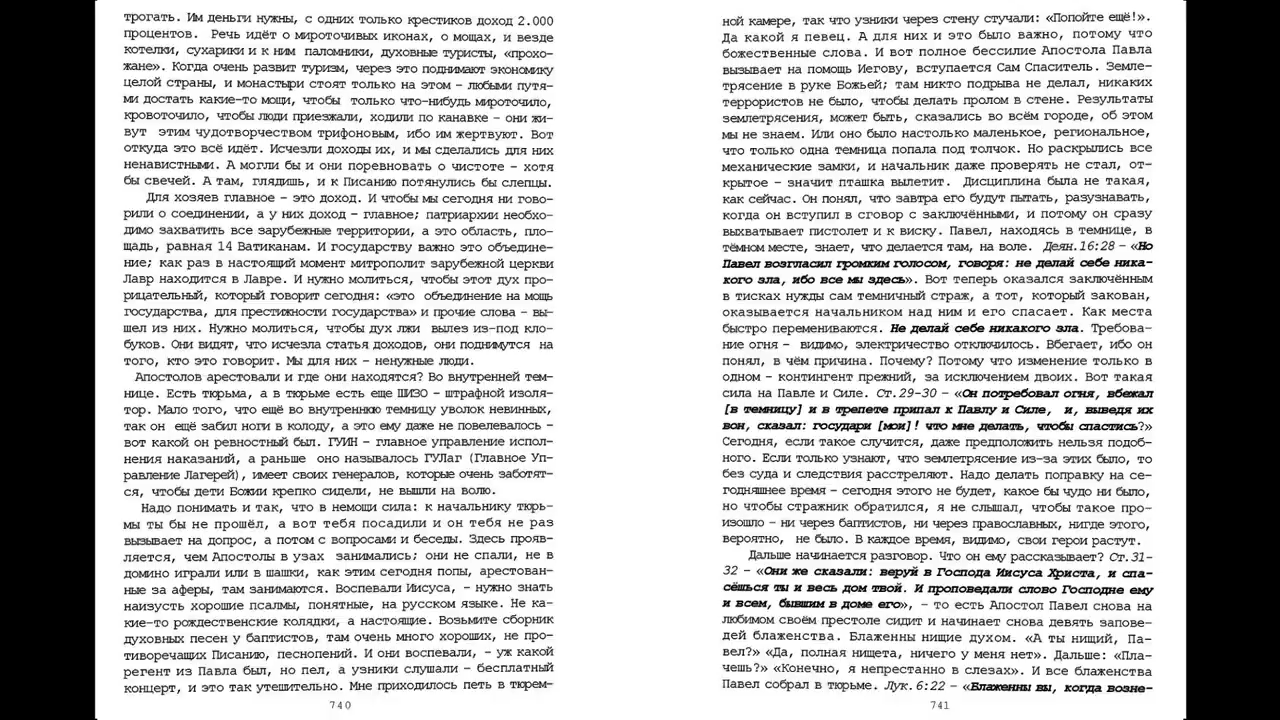 трогать. Им деньги нужны, с одних только крестиков доход 2.000
процентов. Речь идёт о мироточивых иконах, о мощах, и везде
котелки, сухарики и к ним паломники, духовные туристы, «прохо-
жане». Когда очень развит туризм, через это поднимают экономику
целой страны, и монастыри стоят только на этом – любыми путя-
ми достать какие-то мощи, чтобы только что-нибудь мироточило,
кровоточило, чтобы люди приезжали, ходили по канавке – они жи-
вут этим чудотворчеством трифоновым, ибо им жертвуют. Вот
откуда это всё идёт. Исчезли доходы их, и мы сделались для них
ненавистными. А могли бы и они поревновать о чистоте – хотя
бы свечей. А там, глядишь, и к Писанию потянулись бы слепцы.
Для хозяев главное – это доход. И чтобы мы сегодня ни гово-
рили о соединении, а у них доход – главное; патриархии необхо-
димо захватить все зарубежные территории, а это область, пло-
щадь, равная 14 Ватиканам. И государству важно это объедине-
ние; как раз в настоящий момент митрополит зарубежной церкви
Лавр находится в Лавре. И нужно молиться, чтобы этот дух про-
рицательный, который говорит сегодня: «это объединение на мощь
государства, для престижности государства» и прочие слова – вы-
шел из них. Нужно молиться, чтобы дух лжи вылез из-под кло-
буков. Они видят, что исчезла статья доходов, они поднимутся на
того, кто это говорит. Мы для них – ненужные люди.
Апостолов арестовали и где они находятся? Во внутренней тем-
нице. Есть тюрьма, а в тюрьме есть еще ШИЗО – штрафной изоля-
тор. Мало того, что ещё во внутреннюю темницу уволок невинных,
так он ещё забил ноги в колоду, а это ему даже не повелевалось –
вот какой он ревностный был. ГУИН – главное управление испол-
нения наказаний, а раньше оно называлось ГУЛаг (Главное Уп-
равление Лагерей), имеет своих генералов, которые очень заботят-
ся, чтобы дети Божии крепко сидели, не вышли на волю.
Надо понимать и так, что в немощи сила: к начальнику тюрь-
мы ты бы не прошёл, а вот тебя посадили и он тебя не раз
вызывает на допрос, а потом с вопросами и беседы. Здесь прояв-
ляется, чем Апостолы в узах занимались; они не спали, не в
домино играли или в шашки, как этим сегодня попы, арестован-
ные за аферы, там занимаются. Воспевали Иисуса, – нужно знать
наизусть хорошие псалмы, понятные, на русском языке. Не ка-
кие-то рождественские колядки, а настоящие. Возьмите сборник
духовных песен у баптистов, там очень много хороших, не про-
тиворечащих Писанию, песнопений. И они воспевали, – уж какой
регент из Павла был, но пел, а узники слушали – бесплатный
концерт, и это так утешительно. Мне приходилось петь в тюрем-
740
ной камере, так что узники через стену стучали: «Попойте ещё!».
Да какой я певец. А для них и это было важно, потому что
божественные слова. И вот полное бессилие Апостола Павла
вызывает на помощь Иегову, вступается Сам Спаситель. Земле-
трясение в руке Божьей; там никто подрыва не делал, никаких
террористов не было, чтобы делать пролом в стене. Результаты
землетрясения, может быть, сказались во всём городе, об этом
мы не знаем. Или оно было настолько маленькое, региональное,
что только одна темница попала под толчок. Но раскрылись все
механические замки, и начальник даже проверять не стал, от-
крытое – значит пташка вылетит. Дисциплина была не такая,
как сейчас. Он понял, что завтра его будут пытать, разузнавать,
когда он вступил в сговор с заключёнными, и потому он сразу
выхватывает пистолет и к виску. Павел, находясь в темнице, в
тёмном месте, знает, что делается там, на воле. Деян.16:28 – «Но
Павел возгласил громким голосом, говоря: не делай себе ника-
кого зла, ибо все мы здесь». Вот теперь оказался заключённым
в тисках нужды сам темничный страж, а тот, который закован,
оказывается начальником над ним и его спасает. Как места
быстро перемениваются. Не делай себе никакого зла. Требова-
ние огня – видимо, электричество отключилось. Вбегает, ибо он
понял, в чём причина. Почему? Потому что изменение только в
одном – контингент прежний, за исключением двоих. Вот такая
сила на Павле и Силе. Ст.29-30 – «Он потребовал огня, вбежал
[в темницу] и в трепете припал к Павлу и Силе, и, выведя их
вон, сказал: государи [мои]! что мне делать, чтобы спастись?»
Сегодня, если такое случится, даже предположить нельзя подоб-
ного. Если только узнают, что землетрясение из-за этих было, то
без суда и следствия расстреляют. Надо делать поправку на се-
годняшнее время – сегодня этого не будет, какое бы чудо ни было,
но чтобы стражник обратился, я не слышал, чтобы такое про-
изошло – ни через баптистов, ни через православных, нигде этого,
вероятно, не было. В каждое время, видимо, свои герои растут.
Дальше начинается разговор. Что он ему рассказывает? Ст.31-
32 – «Они же сказали: веруй в Господа Иисуса Христа, и спа-
сёшься ты и весь дом твой. И проповедали слово Господне ему
и всем, бывшим в доме его», – то есть Апостол Павел снова на
любимом своём престоле сидит и начинает снова девять запове-
дей блаженства. Блаженны нищие духом. «А ты нищий, Па-
вел?» «Да, полная нищета, ничего у меня нет». Дальше: «Пла-
чешь?» «Конечно, я непрестанно в слезах». И все блаженства
Павел собрал в тюрьме. Лук.6:22 – «Блаженны вы, когда возне-
741